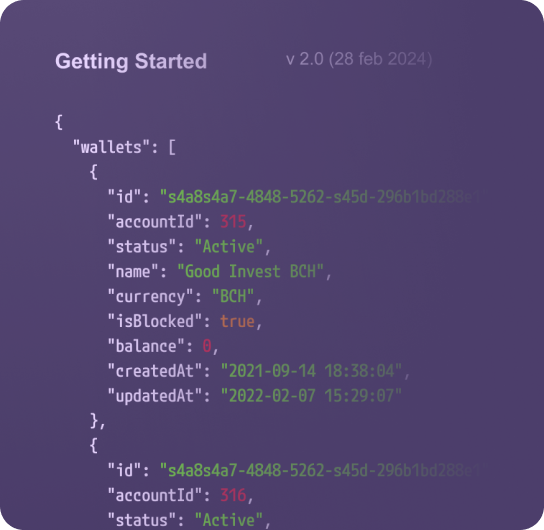 Getting Started v 2.0 (28 feb 2024)
{
"wallets": [
{
"id": "s4a8s4a7-4848-5262-s45d-296b1bd288e
"accountId": 315,
"status": "Active",
"name": "Good Invest BCH",
"currency": "BCH",
"isBlocked": true,
"balance": 0,
"createdAt": "2021-09-14 18:38:04",
"updatedAt": "2022-02-07 15:29:07"
},
{
"id": "s4a8s4a7-4848-5262-s45d-296b1bd288e
"accountId": 316,
"status": "Active",